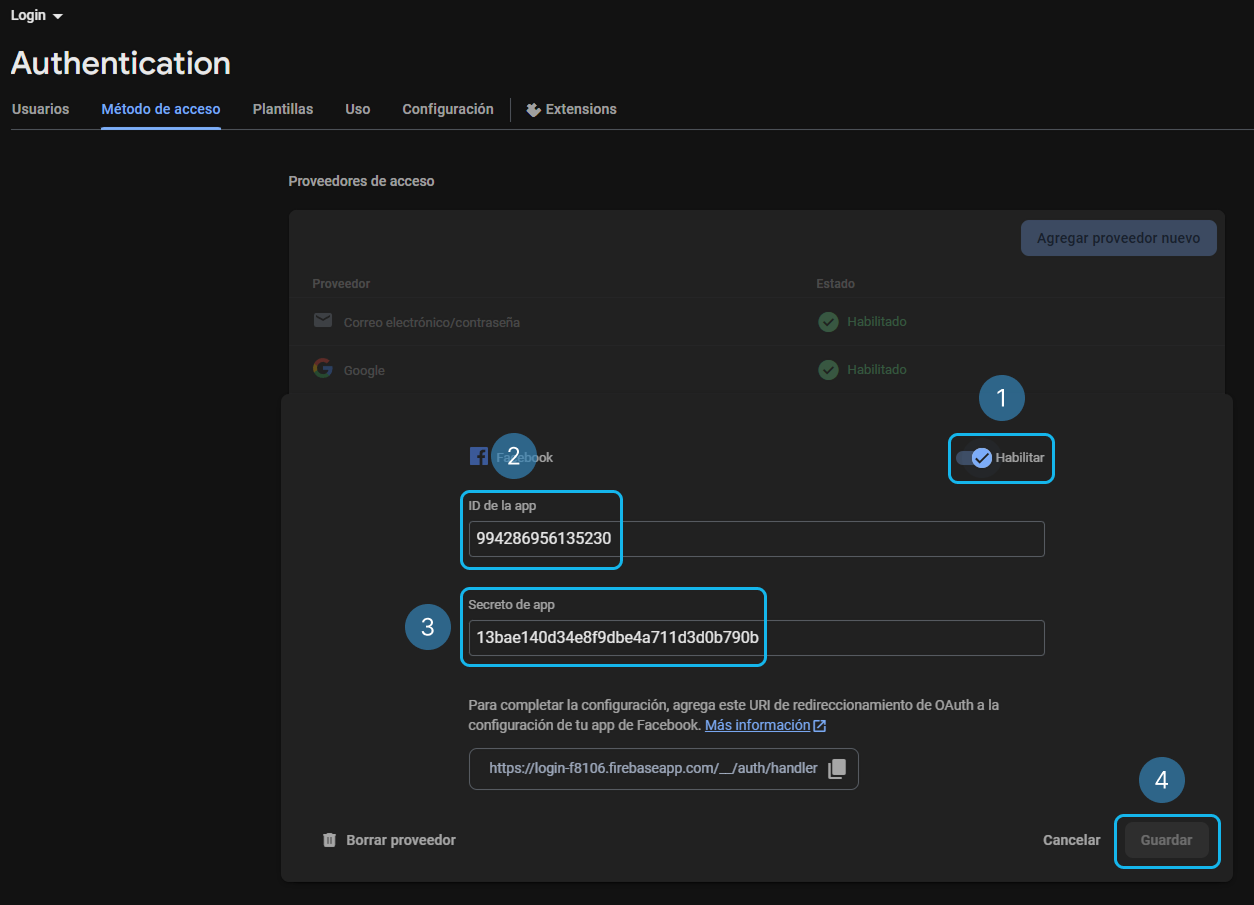 Login
Authentication
Usuarios Método de acceso Plantillas Uso Configuración Extensions
Proveedores de acceso
Agregar proveedor nuevo
Proveedor Estado
Correo electrónico/contraseña Habilitado
Google Habilitado
1
2 Facebook Habilitar
ID de la app
994286956135230
Secreto de app
3 13bae140d34e8f9dbe4a711d3d0b790b
Para completar la configuración, agrega este URI de redireccionamiento de OAuth a la
configuración de tu app de Facebook. Más información
https://login-f8106.firebaseapp.com/__/auth/handler
4
Borrar proveedor Cancelar Guardar